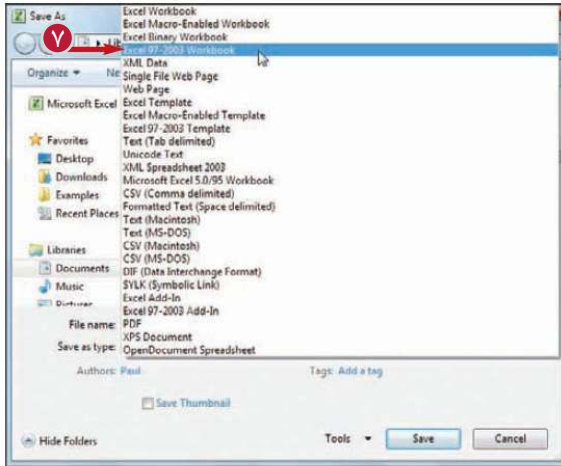 Save As
۷
Lib
Organize
Ne
Excel Workbook
Excel Macro-Enabled Workbook
Excel Binary Workbook
Excel 97-2003 Workbook
XML Data
Single File Web Page
Web Page
Excel Template
Excel Macro-Enabled Template
Excel 97-2003 Template
Text (Tab delimited)
Unicode Text
XML Spreadsheet 2003
Microsoft Excel 5.0/95 Workbook
CSV (Comma delimited)
Formatted Text (Space delimited)
Text (Macintosh)
Text (MS-DOS)
CSV (Macintosh)
CSV (MS-DOS)
DIF (Data Interchange Format)
SYLK (Symbolic Link)
Excel Add-In
Excel 97-2003 Add-In
PDF
XPS Document
OpenDocument Spreadsheet
Microsoft Excel
Favorites
Desktop
Downloads
Examples
Recent Places
Libraries
Documents
Music
Pictures
File name:
Save as type:
Authors: Paul
Tags: Add a tag
Save Thumbnail
Hide Folders
Tools
Save
Cancel